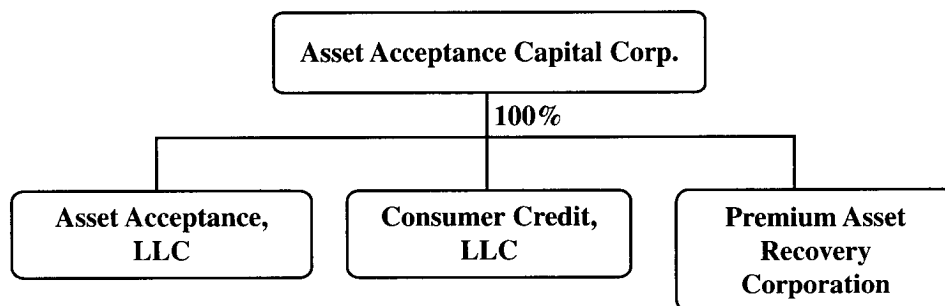 Asset Acceptance Capital Corp.
100%
Asset Acceptance,
LLC
Consumer Credit,
LLC
Premium Asset
Recovery
Corporation